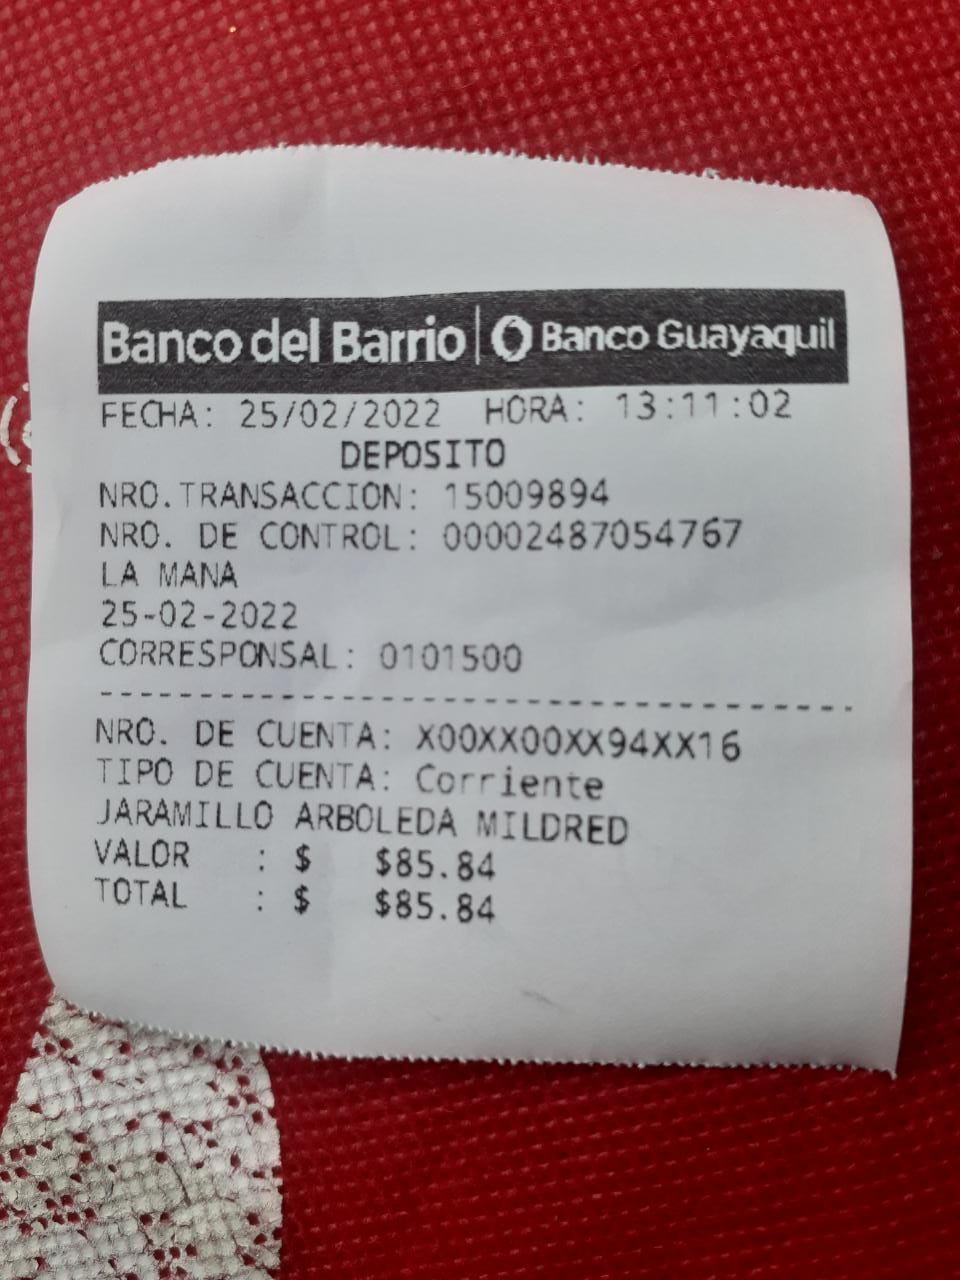 Banco del Barrio | Banco Guayaquil
FECHA: 25/02/2022 HORA: 13:11:02
DEPOSITO
NRO.TRANSACCION: 15009894
NRO. DE CONTROL: 00002487054767
LA MANA
25-02-2022
CORRESPONSAL: 0101500
--------------------------------------------
NRO. DE CUENTA: X00XX00XX94XX16
TIPO DE CUENTA: Corriente
JARAMILLO ARBOLEDA MILDRED
VALOR : $ $85.84
TOTAL : $ $85.84